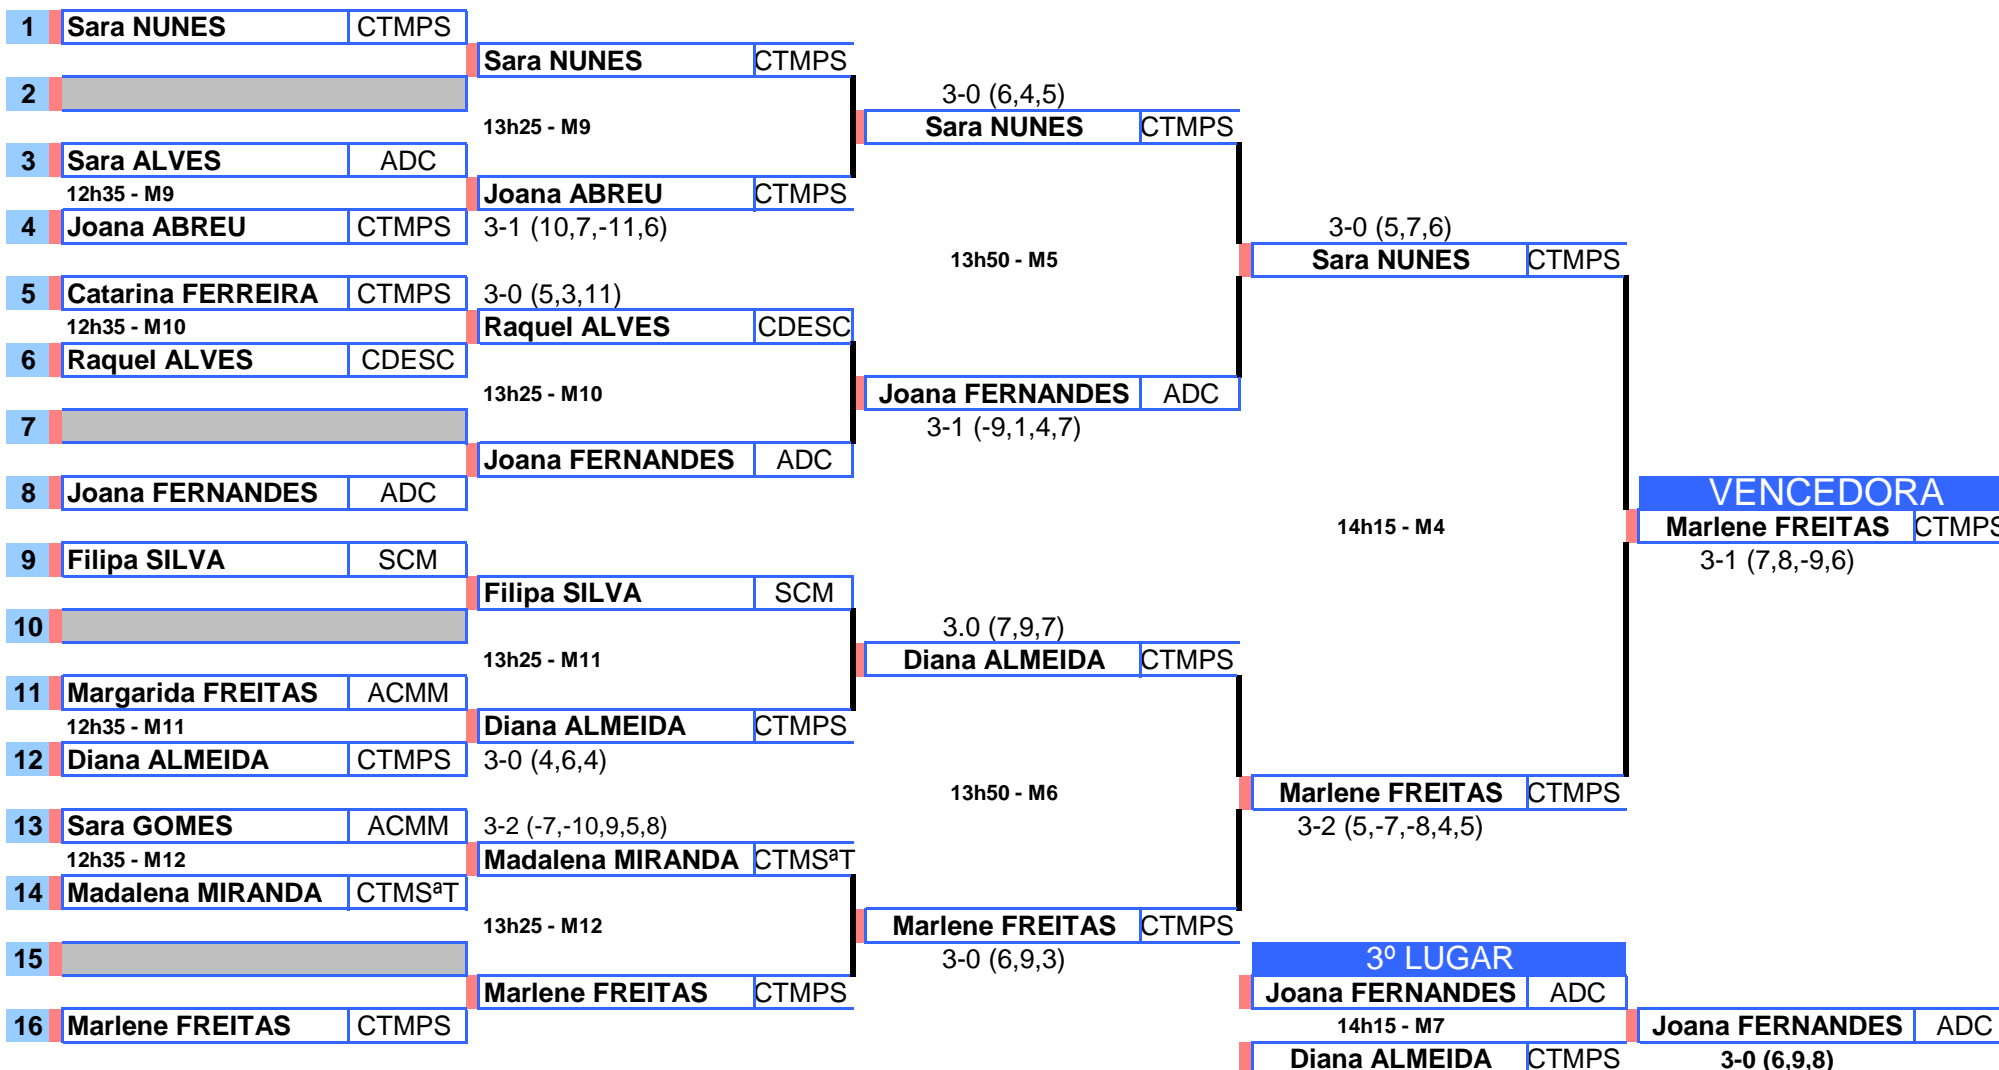 1 Sara NUNES CTMPS
Sara NUNES CTMPS
2
3-0 (6,4,5)
13h25 - M9
Sara NUNES CTMPS
3 Sara ALVES ADC
12h35 - M9
Joana ABREU CTMPS
4 Joana ABREU CTMPS
3-1 (10,7,-11,6)
3-0 (5,7,6)
13h50 - M5
Sara NUNES CTMPS
5 Catarina FERREIRA CTMPS
3-0 (5,3,11)
12h35 - M10
Raquel ALVES CDESC
6 Raquel ALVES CDESC
13h25 - M10
Joana FERNANDES ADC
7
3-1 (-9,1,4,7)
Joana FERNANDES ADC
8 Joana FERNANDES ADC
VENCEDORA
14h15 - M4
Marlene FREITAS CTMPS
9 Filipa SILVA SCM
3-1 (7,8,-9,6)
Filipa SILVA SCM
10
3.0 (7,9,7)
13h25 - M11
Diana ALMEIDA CTMPS
11 Margarida FREITAS ACMM
12h35 - M11
Diana ALMEIDA CTMPS
12 Diana ALMEIDA CTMPS
3-0 (4,6,4)
13h50 - M6
Marlene FREITAS CTMPS
13 Sara GOMES ACMM
3-2 (-7,-10,9,5,8)
3-2 (5,-7,-8,4,5)
12h35 - M12
Madalena MIRANDA CTMSªT
14 Madalena MIRANDA CTMSªT
13h25 - M12
Marlene FREITAS CTMPS
15
3-0 (6,9,3)
3º LUGAR
Marlene FREITAS CTMPS
Joana FERNANDES ADC
16 Marlene FREITAS CTMPS
14h15 - M7
Joana FERNANDES ADC
Diana ALMEIDA CTMPS
3-0 (6,9,8)